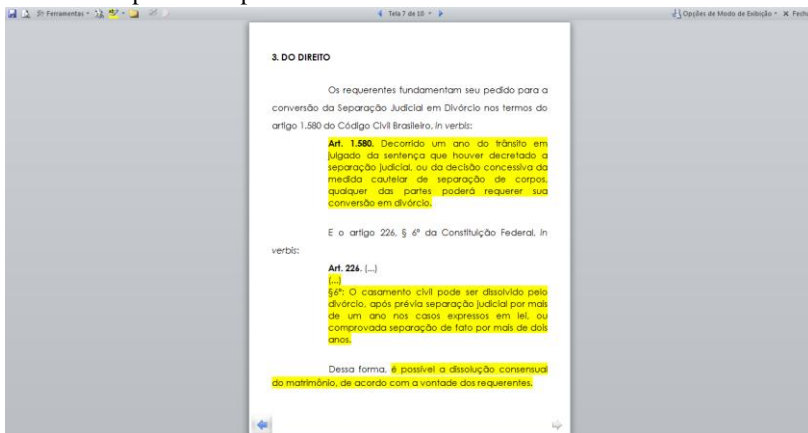 Ferramentas
Tela 7 de 10
Opções de Modo de Exibição
3. DO DIREITO
Os requerentes fundamentam seu pedido para a
conversão da Separação Judicial em Divórcio nos termos do
artigo 1.580 do Código Civil Brasileiro, in verbis:
Art. 1.580. Decorrido um ano do trânsito em
julgado da sentença que houver decretado a
separação judicial, ou da decisão concessiva da
medida cautelar de separação de corpos,
qualquer das partes poderá requerer sua
conversão em divórcio.
E o artigo 226, § 6º da Constituição Federal, in
verbis:
Art. 226. (...)
(...)
§6º: O casamento civil pode ser dissolvido pelo
divórcio, após prévia separação judicial por mais
de um ano nos casos expressos em lei, ou
comprovada separação de fato por mais de dois
anos.
Dessa forma, é possível a dissolução consensual
do matrimônio, de acordo com a vontade dos requerentes.